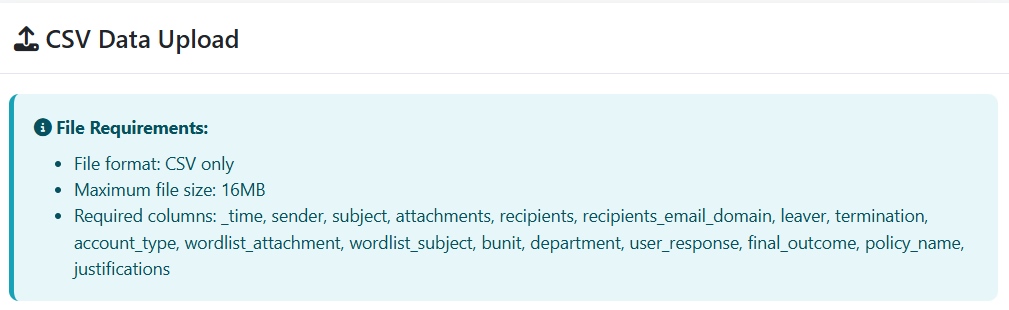 CSV Data Upload
File Requirements:
• File format: CSV only
• Maximum file size: 16MB
• Required columns: _time, sender, subject, attachments, recipients, recipients_email_domain, leaver, termination,
account_type, wordlist_attachment, wordlist_subject, bunit, department, user_response, final_outcome, policy_name,
justifications